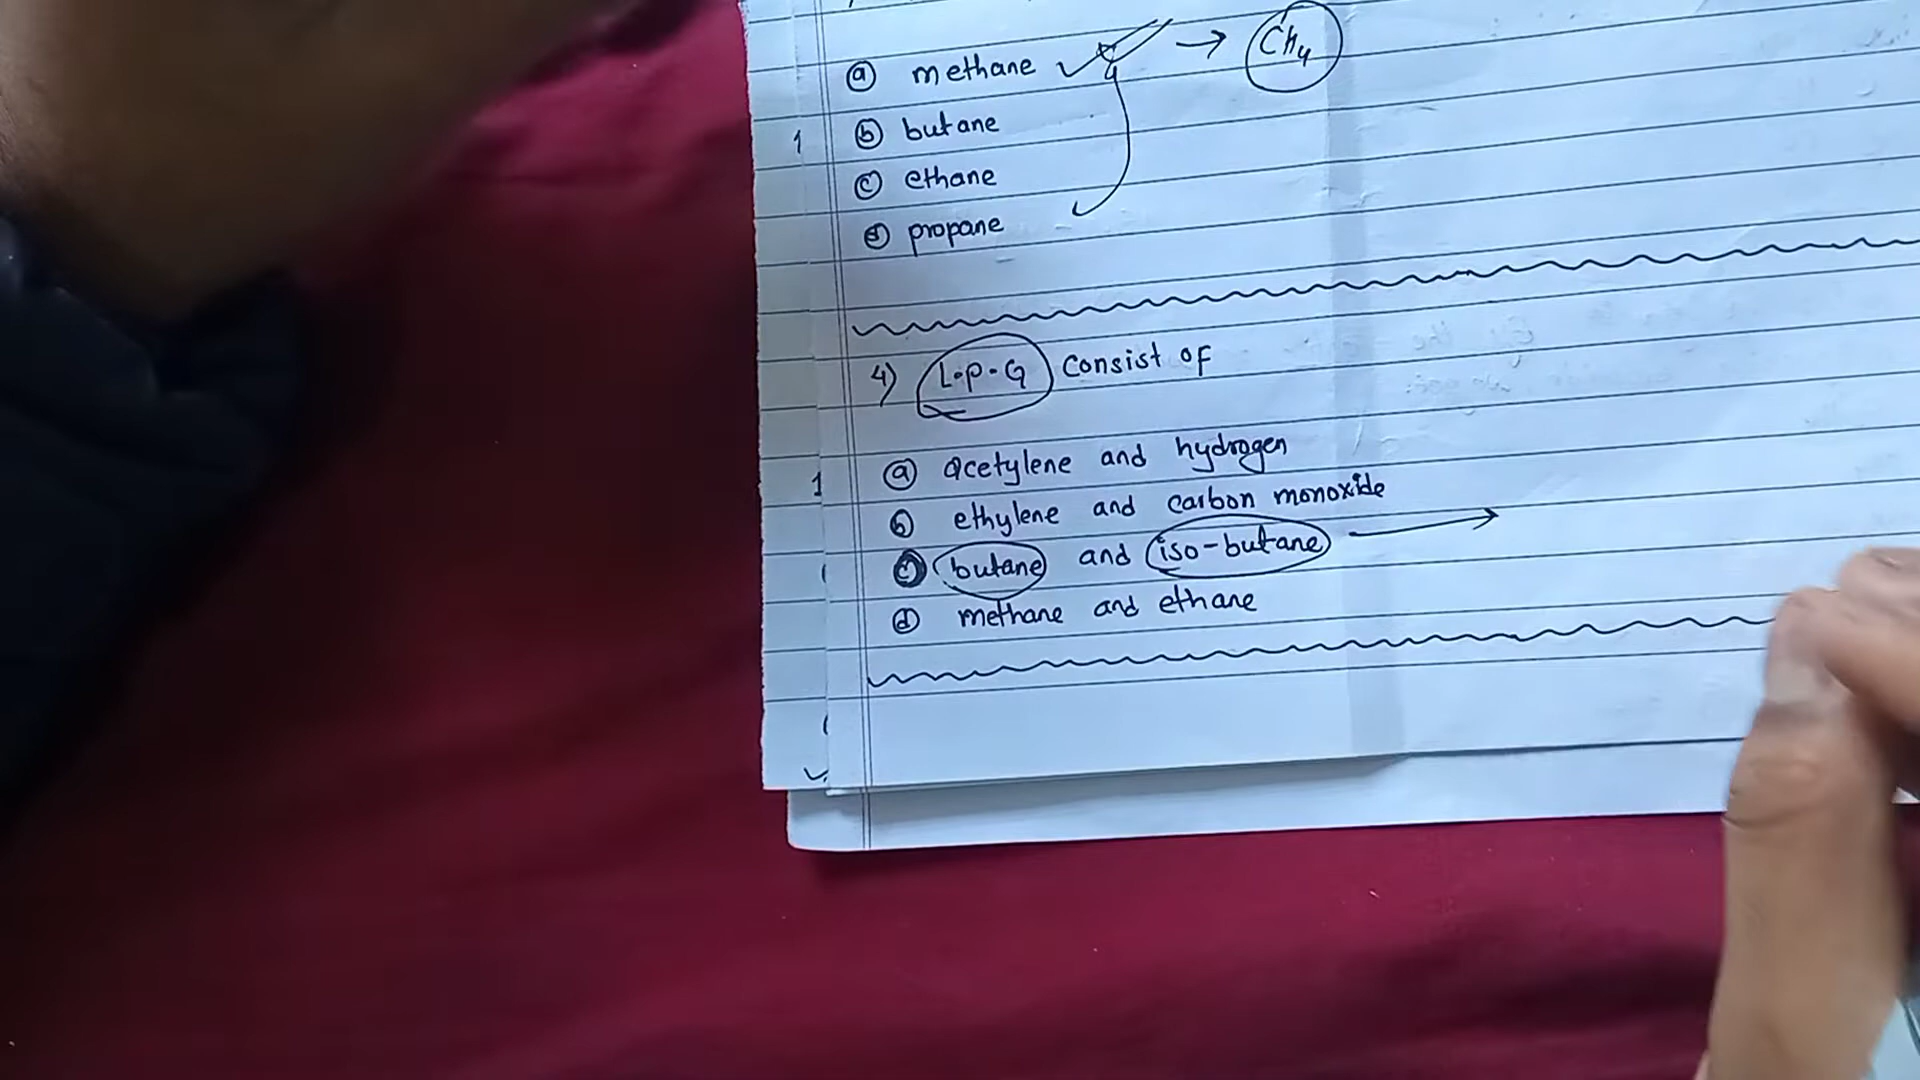 ⓐ methane ✓ → CH4
ⓑ butane
ⓒ ethane
ⓓ propane
4) L.P.G Consist of
ⓐ acetylene and hydrogen
ⓑ ethylene and carbon monoxide
ⓒ butane and iso-butane →
ⓓ methane and ethane